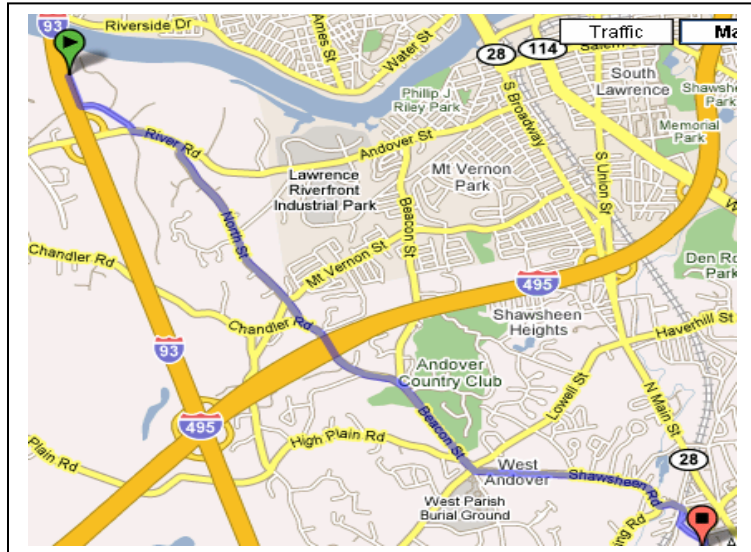 Riverside Dr
93
Ames St
Water St
28
114
Salem
Traffic
Ma
Phillip J
Riley Park
S Broadway
South
Lawrence
Shawshe
Park
Memorial
Park
River Rd
Andover St
Lawrence
Riverfront
Industrial Park
Mt Vernon
Park
S Union St
North St
Beacon St
Mt Vernon St
Chandler Rd
Den Ro
Park
495
Chandler Rd
Shawsheen
Heights
Haverhill St
93
Andover
Country Club
Lowell St
N Main St
495
High Plain Rd
Beacon St
Plain Rd
West
Andover
Shawsheen Rd
28
West Parish
Burial Ground
ng Rd
A